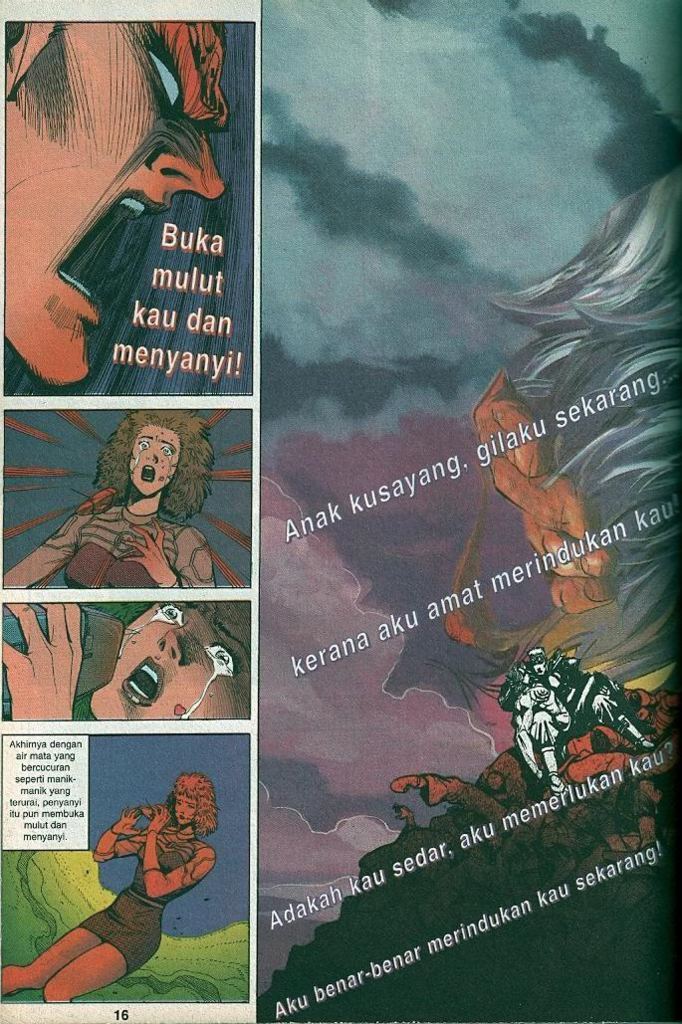 Buka
mulut
kau dan
menyanyi!
Akhirnya dengan
air mata yang
bercucuran
seperti manik-
manik yang
terurai, penyanyi
itu pun membuka
mulut dan
menyanyi.
16
Anak kusayang, gilaku sekarang...
kerana aku amat merindukan kau!
Adakah kau sedar, aku memerlukan kau?
Aku benar-benar merindukan kau sekarang!